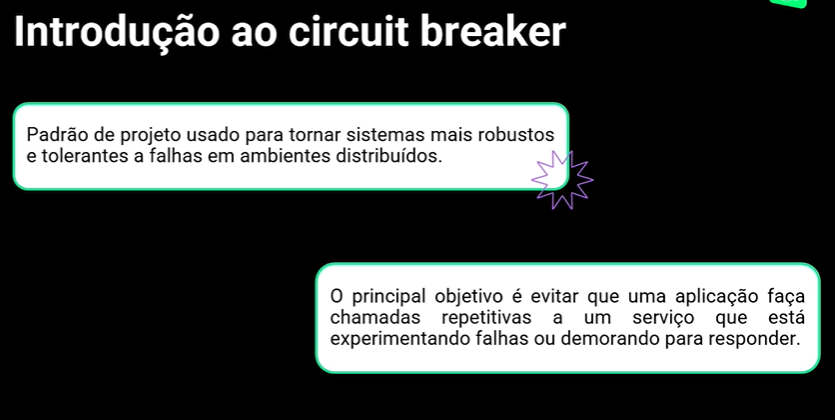 Introdução ao circuit breaker
Padrão de projeto usado para tornar sistemas mais robustos
e tolerantes a falhas em ambientes distribuídos.
O principal objetivo é evitar que uma aplicação faça
chamadas repetitivas a um serviço que está
experimentando falhas ou demorando para responder.